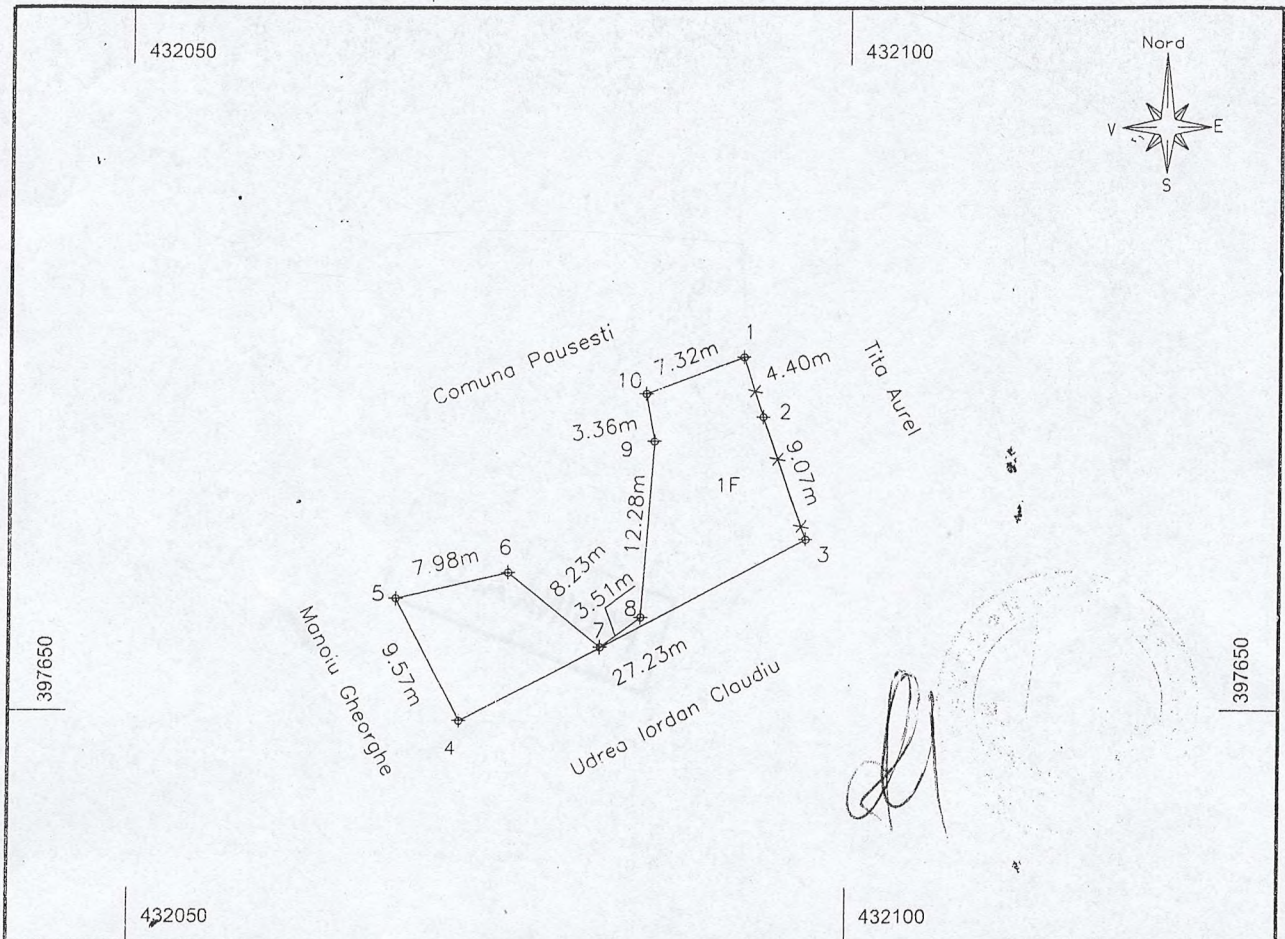 432050
432100
Nord
V
E
S
1
Comuna Pausesti
7.32m
4.40m
Tita Aurel
10
2
3.36m
9
9.07m
1F
12.28m
3
7.98m
6
8.23m
5
3.51m
8
7
Manoiu Gheorghe
9.57m
27.23m
397650
397650
Udrea Iordan Claudiu
4
432050
432100